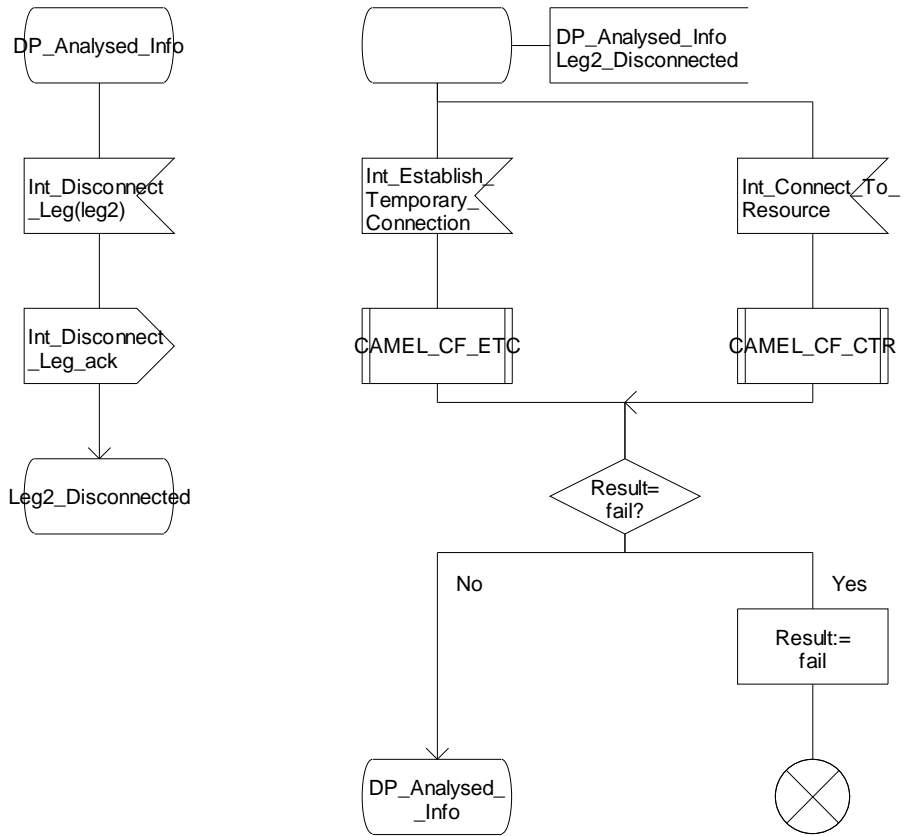 DP_Analysed_Info
DP_Analysed_Info
Leg2_Disconnected
Int_Disconnect
_Leg(leg2)
Int_Establish_
Temporary_
Connection
Int_Connect_To_
Resource
Int_Disconnect
_Leg_ack
CAMEL_CF_ETC
CAMEL_CF_CTR
Leg2_Disconnected
Result=
fail?
No
Yes
Result:=
fail
DP_Analysed_
_Info